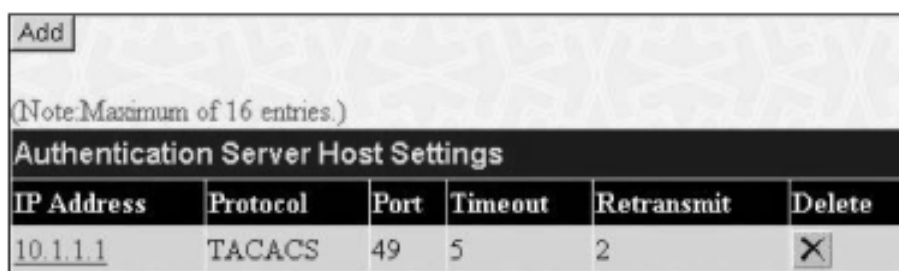 Add
(Note:Maximum of 16 entries.)
Authentication Server Host Settings
IP Address Protocol Port Timeout Retransmit Delete
10.1.1.1 TACACS 49 5 2 X